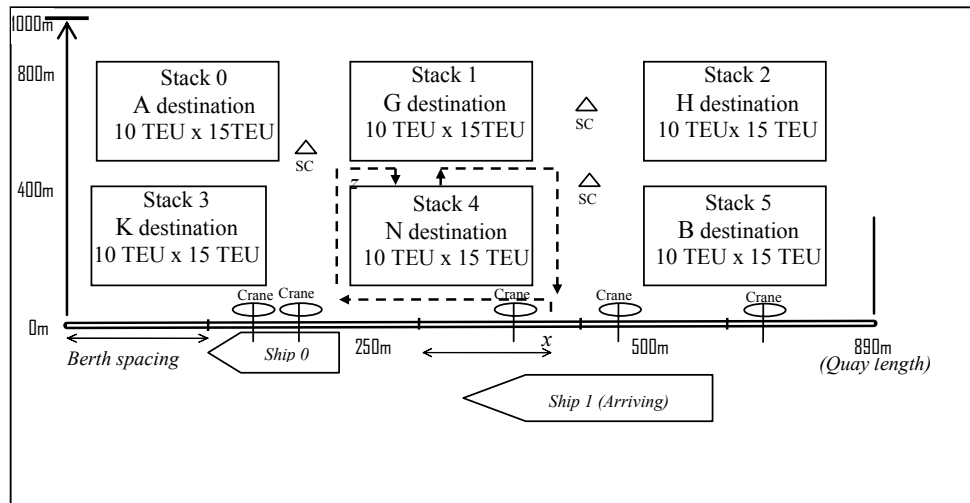 1000m
800m
Stack 0
A destination
10 TEU x 15TEU
Stack 1
G destination
10 TEU x 15TEU
Stack 2
H destination
10 TEUx 15 TEU
SC
SC
SC
z
400m
Stack 3
K destination
10 TEU x 15 TEU
Stack 4
N destination
10 TEU x 15 TEU
Stack 5
B destination
10 TEU x 15 TEU
Crane Crane Crane Crane Crane
0m
Berth spacing
Ship 0
250m
x
500m
890m
(Quay length)
Ship 1 (Arriving)